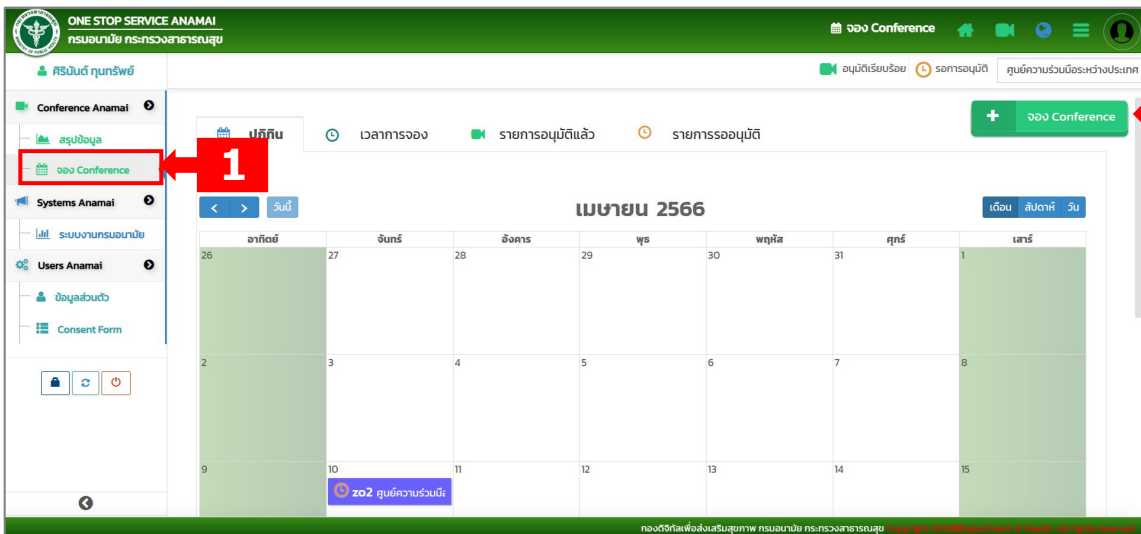 ONE STOP SERVICE ANAMAI
กรมอนามัย กระทรวงสาธารณสุข
จอง Conference
ศิรินันต์ ทุนทรัพย์
อนุมัติเรียบร้อย รอการอนุมัติ ศูนย์ความร่วมมือระหว่างประเทศ
Conference Anamai
สรุปข้อมูล
จอง Conference
Systems Anamai
ระบบงานกรมอนามัย
Users Anamai
ข้อมูลส่วนตัว
Consent Form
1
+ จอง Conference
ปฏิทิน เวลาการจอง รายการอนุมัติแล้ว รายการรออนุมัติ
< > วันนี้ เมษายน 2566 เดือน สัปดาห์ วัน
อาทิตย์ จันทร์ อังคาร พุธ พฤหัส ศุกร์ เสาร์
26 27 28 29 30 31 1
2 3 4 5 6 7 8
9 10 11 12 13 14 15
zo2 ศูนย์ความร่วมมือ
กองดิจิทัลเพื่อส่งเสริมสุขภาพ กรมอนามัย กระทรวงสาธารณสุข